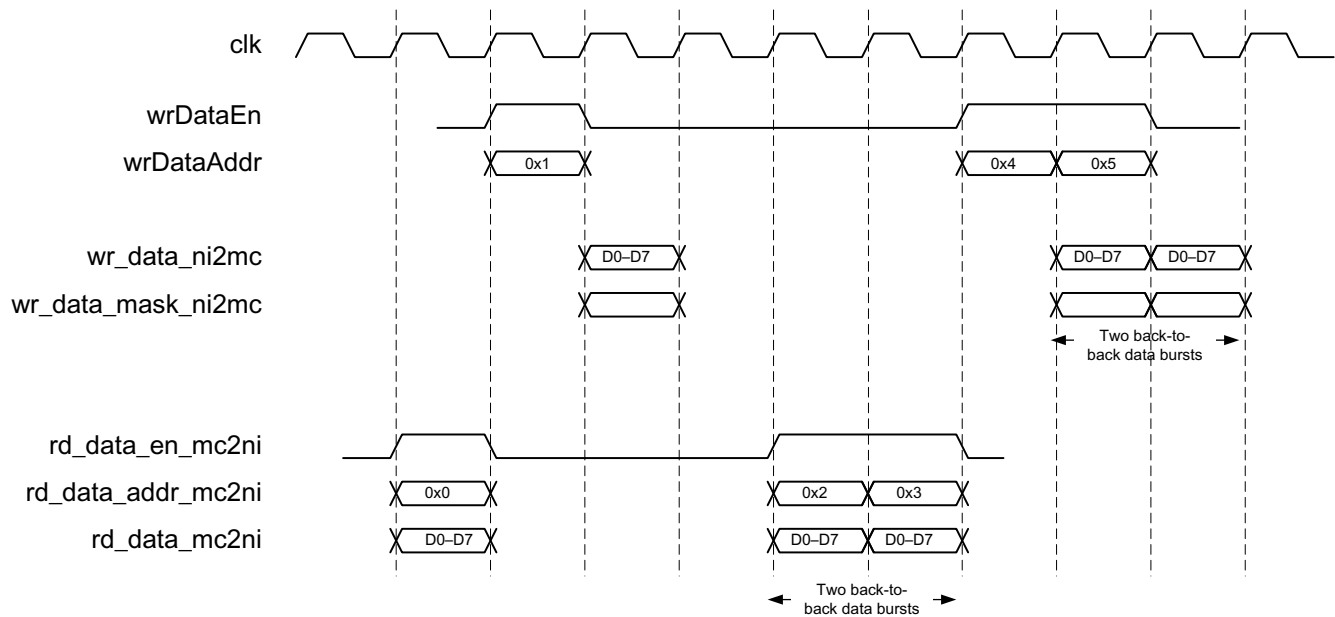 clk
wrDataEn
wrDataAddr
0x1
0x4
0x5
wr_data_ni2mc
D0–D7
D0–D7
D0–D7
wr_data_mask_ni2mc
Two back-to-
back data bursts
rd_data_en_mc2ni
rd_data_addr_mc2ni
0x0
0x2
0x3
rd_data_mc2ni
D0–D7
D0–D7
D0–D7
Two back-to-
back data bursts